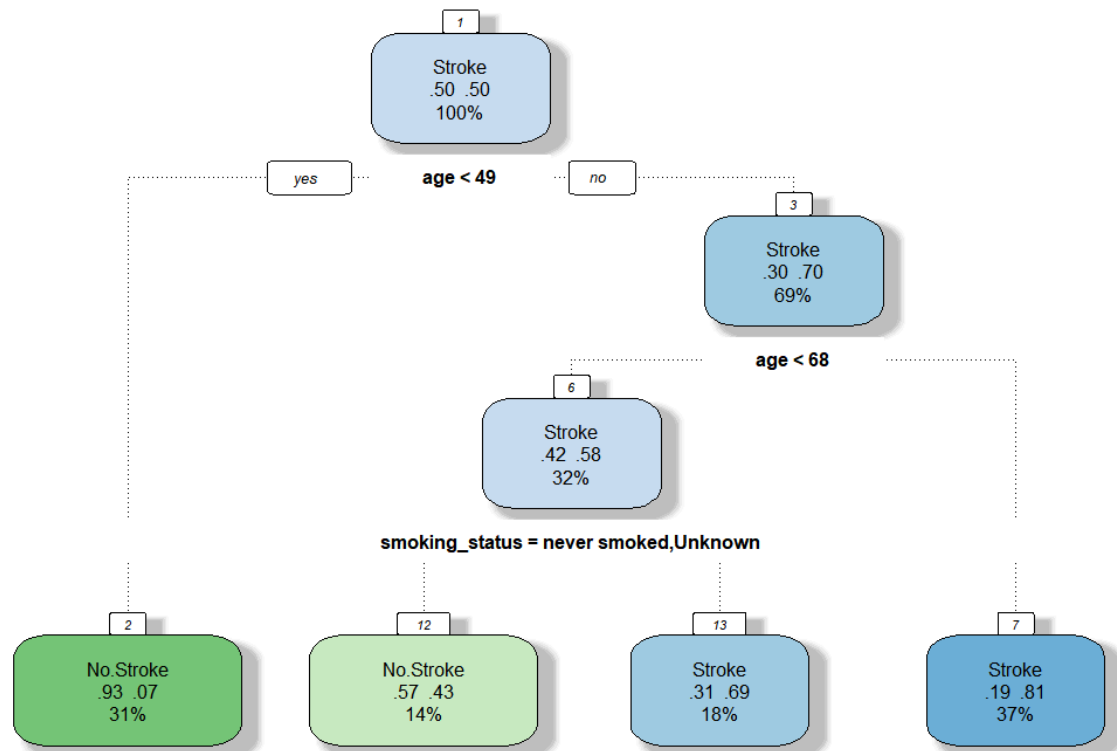 1
Stroke
.50 .50
100%
yes age < 49 no
3
Stroke
.30 .70
69%
age < 68
6
Stroke
.42 .58
32%
smoking_status = never smoked,Unknown
2
No.Stroke
.93 .07
31%
12
No.Stroke
.57 .43
14%
13
Stroke
.31 .69
18%
7
Stroke
.19 .81
37%